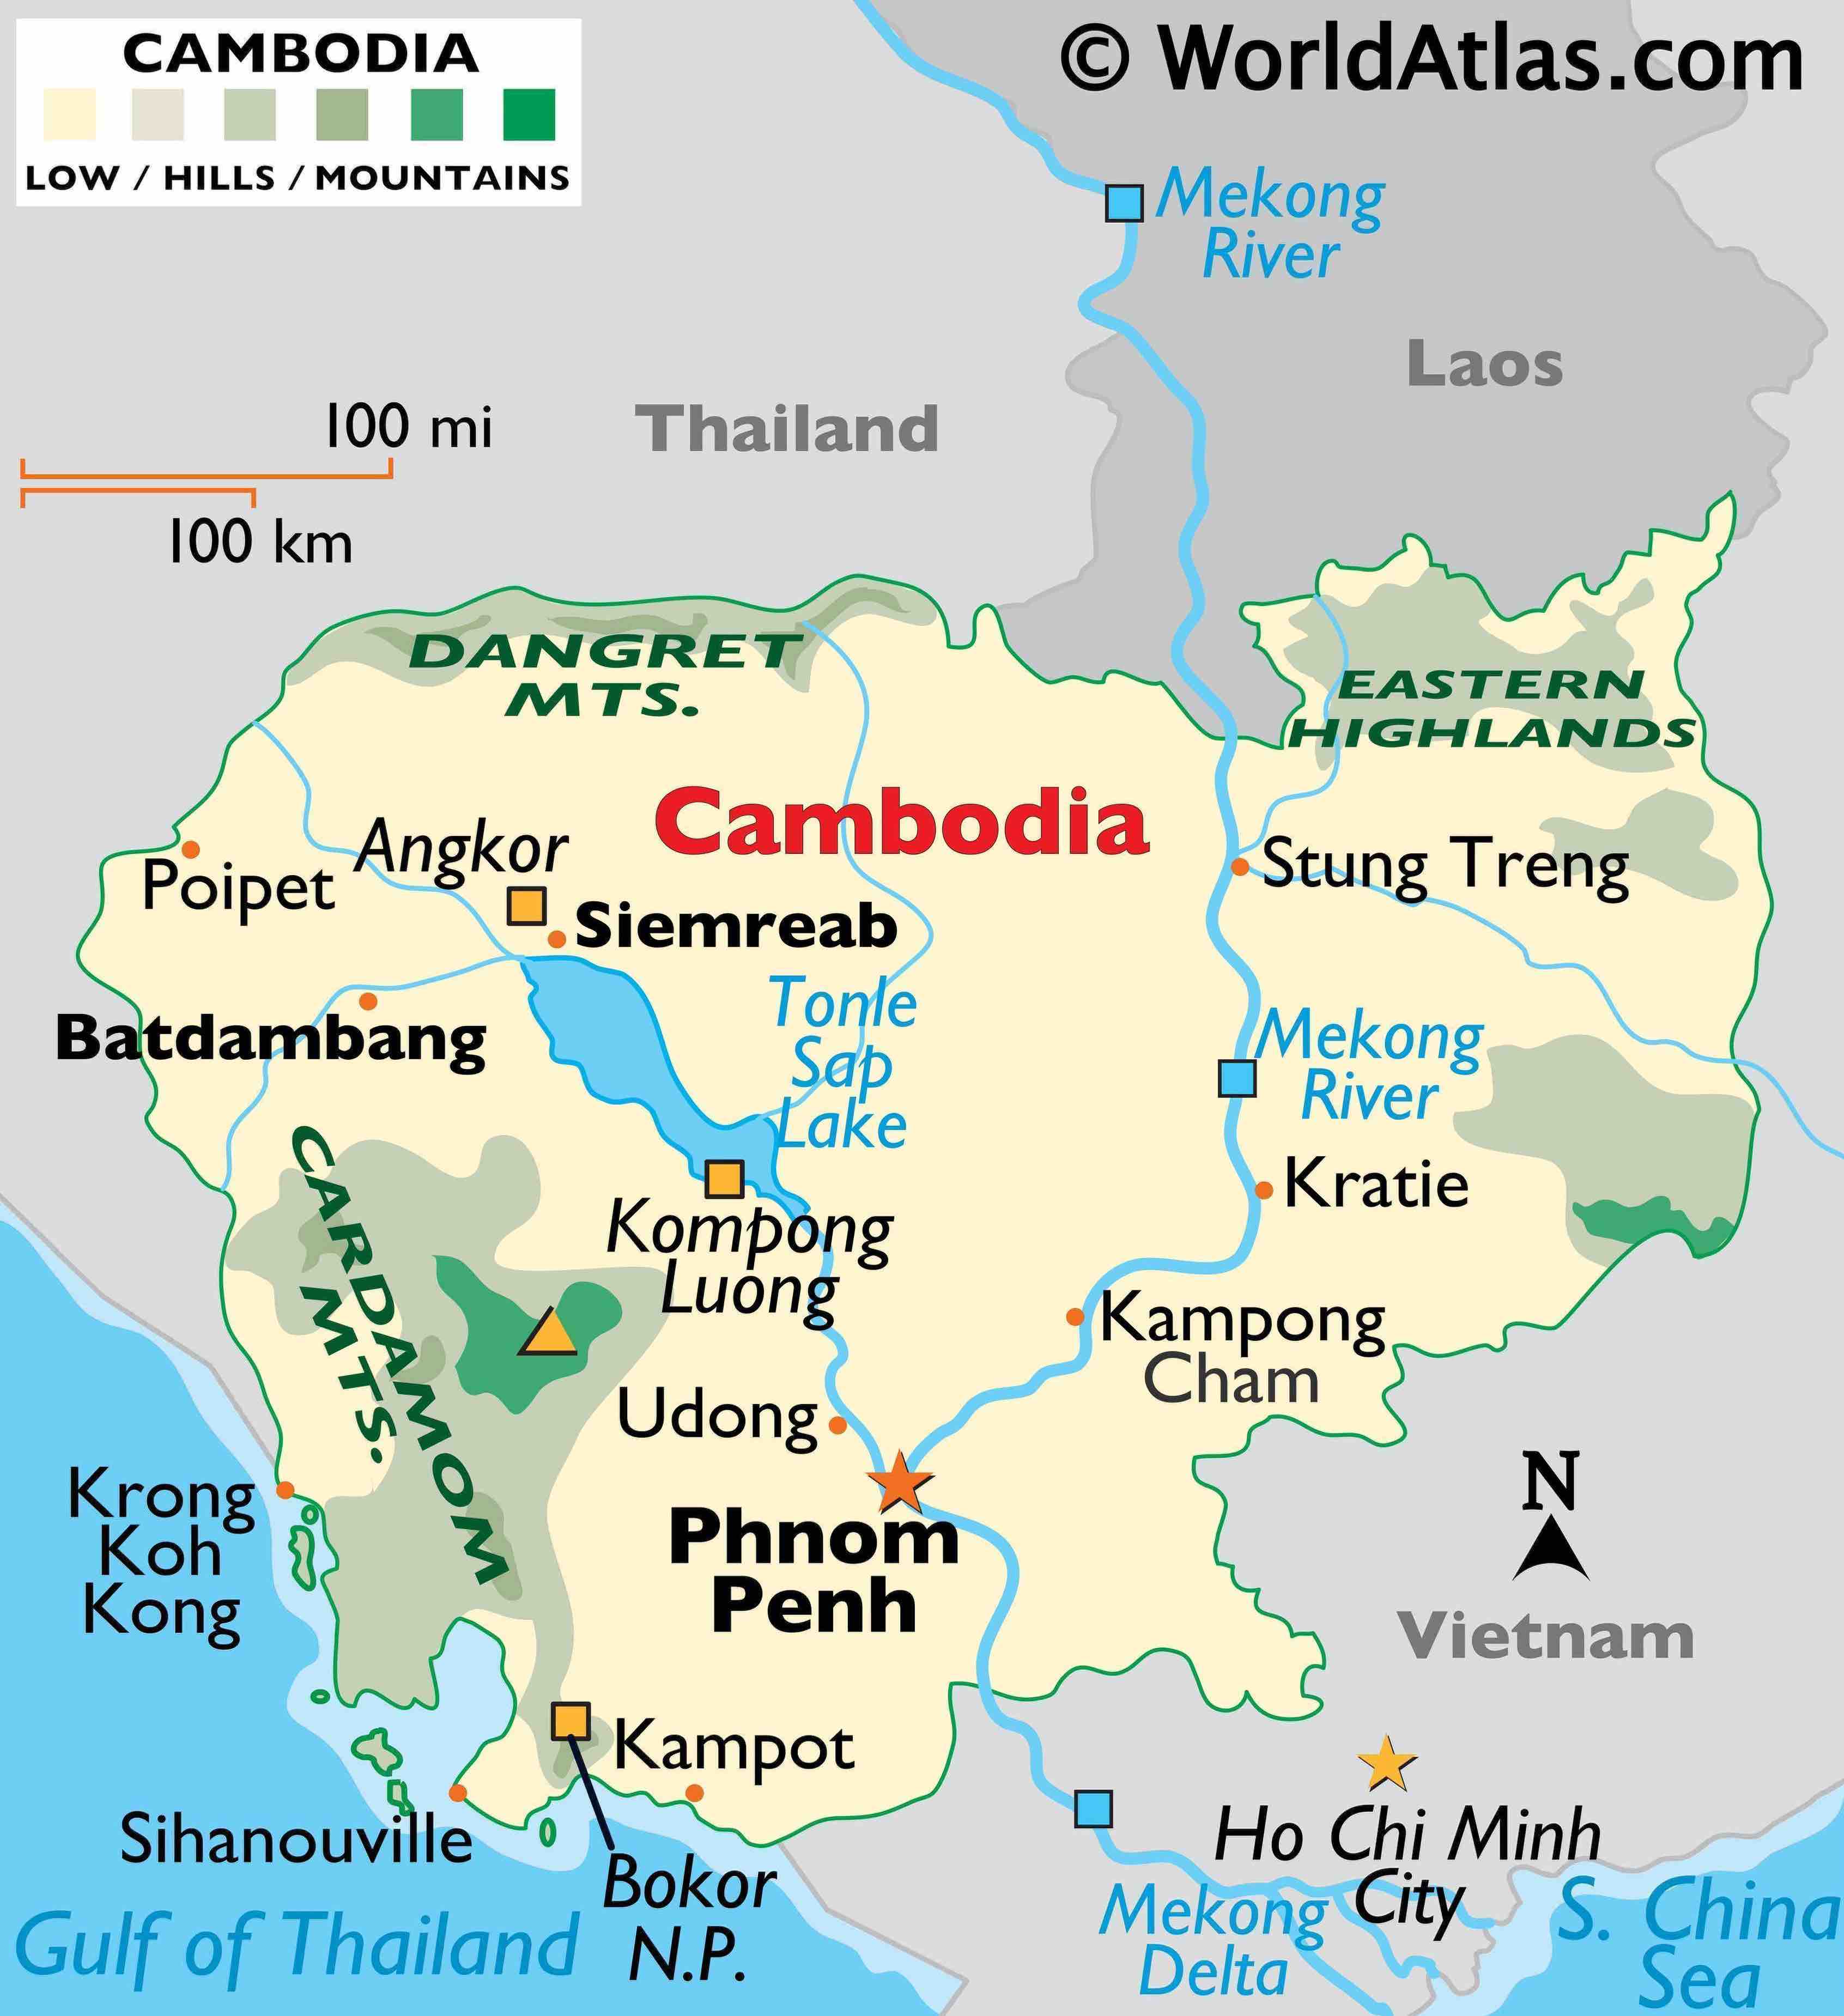 CAMBODIA
LOW / HILLS / MOUNTAINS
© WorldAtlas.com
Mekong
River
Laos
Thailand
100 mi
100 km
DANGRET
MTS.
EASTERN
HIGHLANDS
Cambodia
Angkor
Poipet
Stung Treng
Siemreab
Tonle
Sap
Lake
Batdambang
Mekong
River
CARDAMOM
MTS.
Kratie
Kompong
Luong
Kampong
Cham
Udong
Krong
Koh
Kong
Phnom
Penh
N
Vietnam
Kampot
Sihanouville
Ho Chi Minh
City
Bokor
N.P.
Gulf of Thailand
Mekong
Delta
S. China
Sea